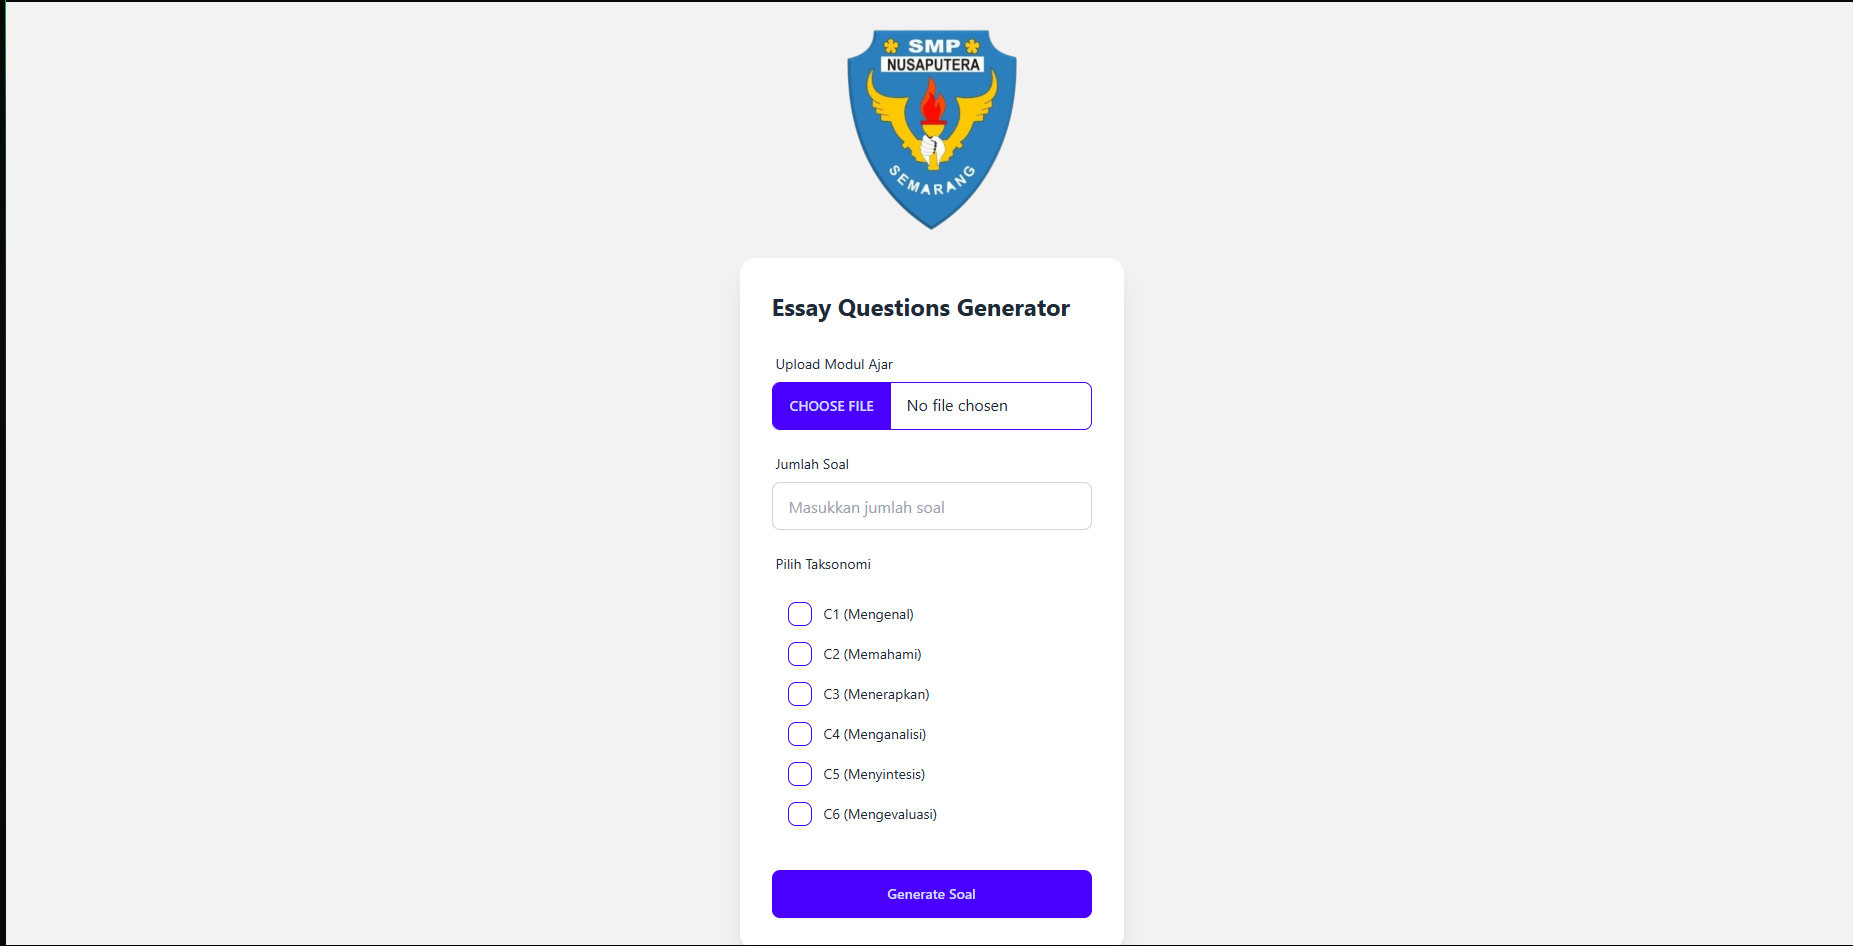 SMP
NUSAPUTERA
SEMARANG
Essay Questions Generator
Upload Modul Ajar
CHOOSE FILE No file chosen
Jumlah Soal
Masukkan jumlah soal
Pilih Taksonomi
C1 (Mengenal)
C2 (Memahami)
C3 (Menerapkan)
C4 (Menganalisi)
C5 (Menyintesis)
C6 (Mengevaluasi)
Generate Soal